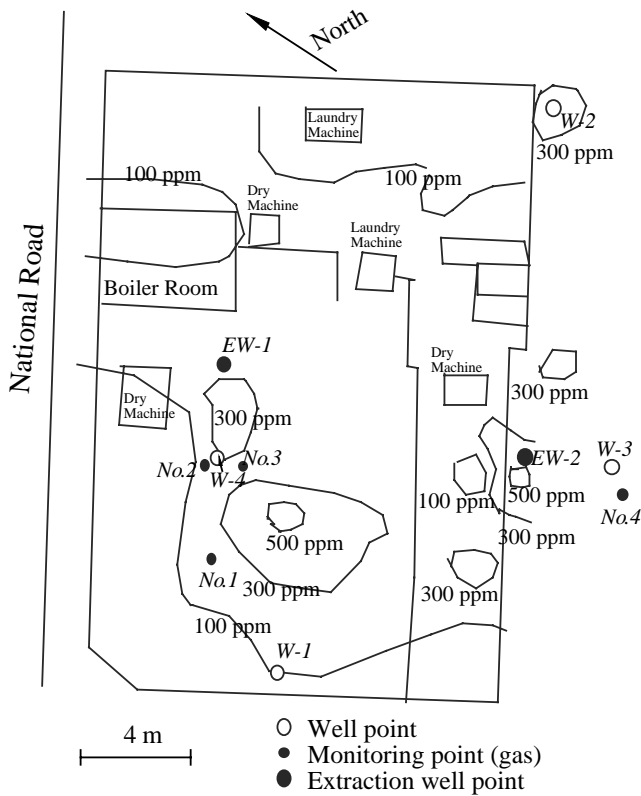 North
Laundry
Machine
W-2
300 ppm
100 ppm
100 ppm
Dry
Machine
Laundry
Machine
National Road
Boiler Room
EW-1
Dry
Machine
300 ppm
Dry
Machine
300 ppm
No.2
W-4
No.3
EW-2
W-3
100 ppm
500 ppm
No.4
500 ppm
300 ppm
No.1
300 ppm
300 ppm
100 ppm
W-1
4 m
Well point
Monitoring point (gas)
Extraction well point